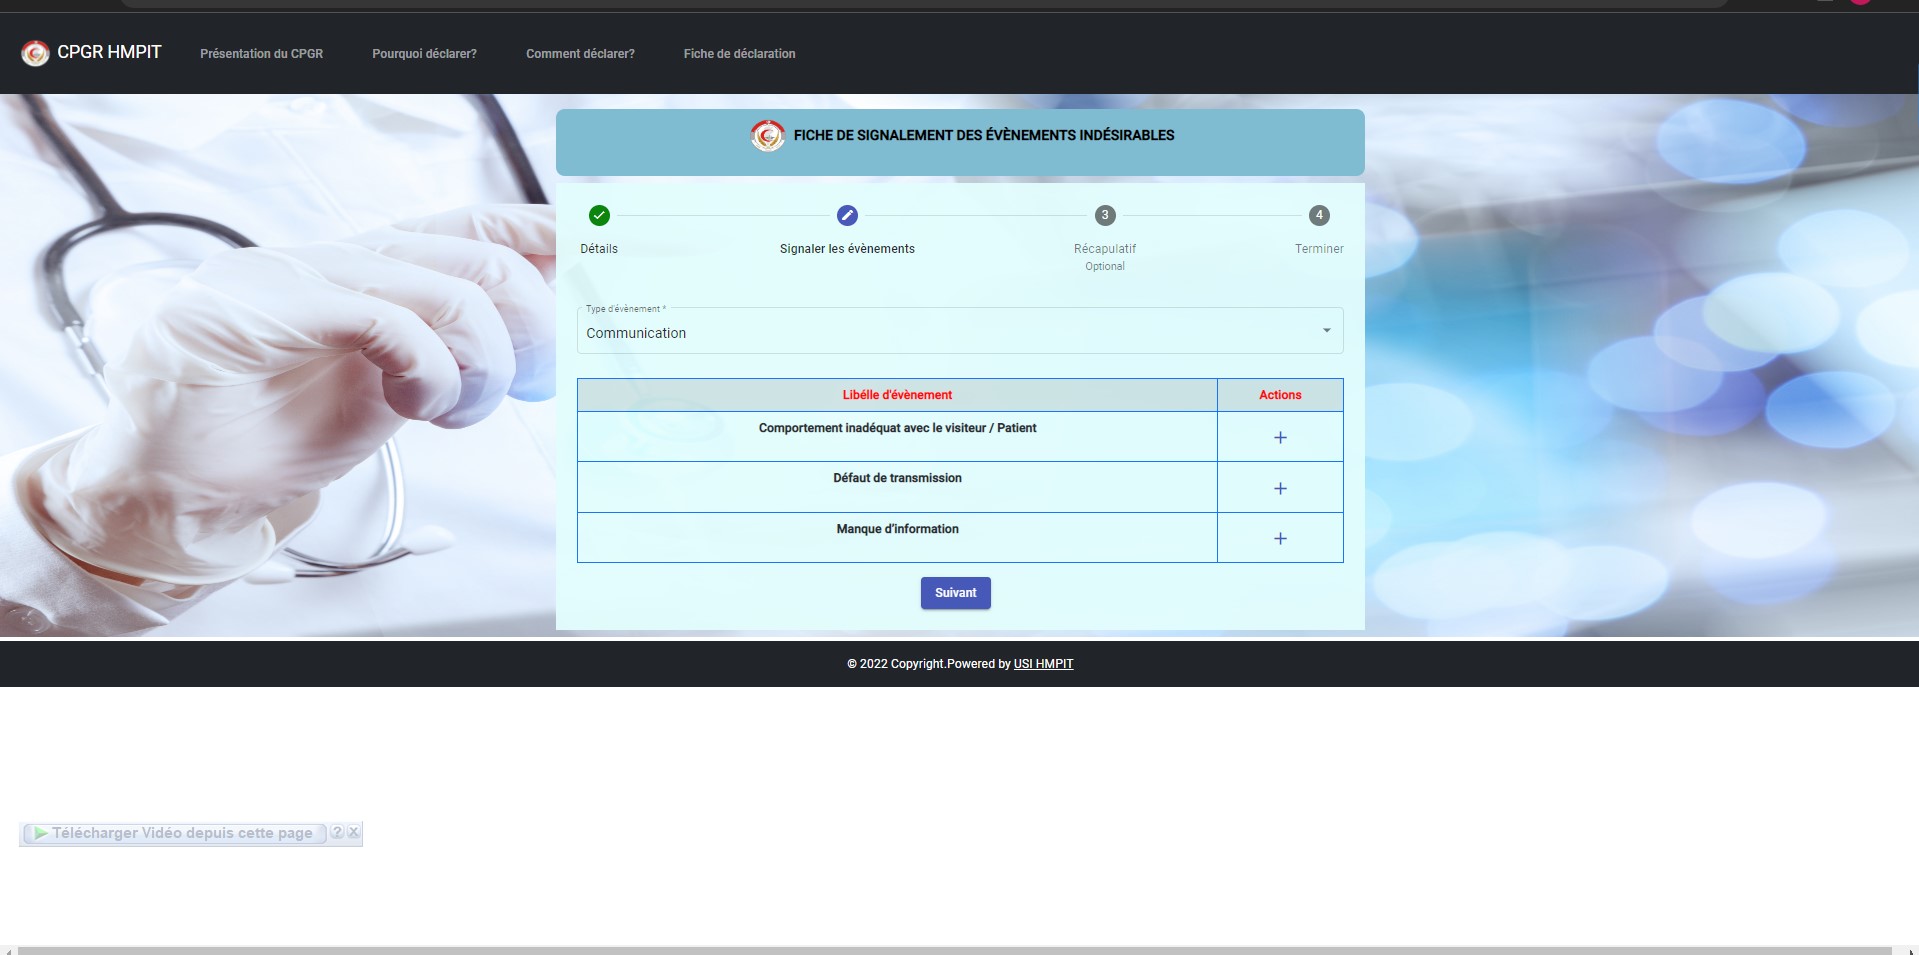 CPGR HMPIT Présentation du CPGR Pourquoi déclarer? Comment déclarer? Fiche de déclaration
FICHE DE SIGNALEMENT DES ÉVÈNEMENTS INDÉSIRABLES
3 4
Détails Signaler les évènements Récapulatif Terminer
Optional
Type d'évènement *
Communication
Libélle d'évènement Actions
Comportement inadéquat avec le visiteur / Patient
+
Défaut de transmission
+
Manque d'information
+
Suivant
© 2022 Copyright.Powered by USI HMPIT
Télécharger Vidéo depuis cette page ? X